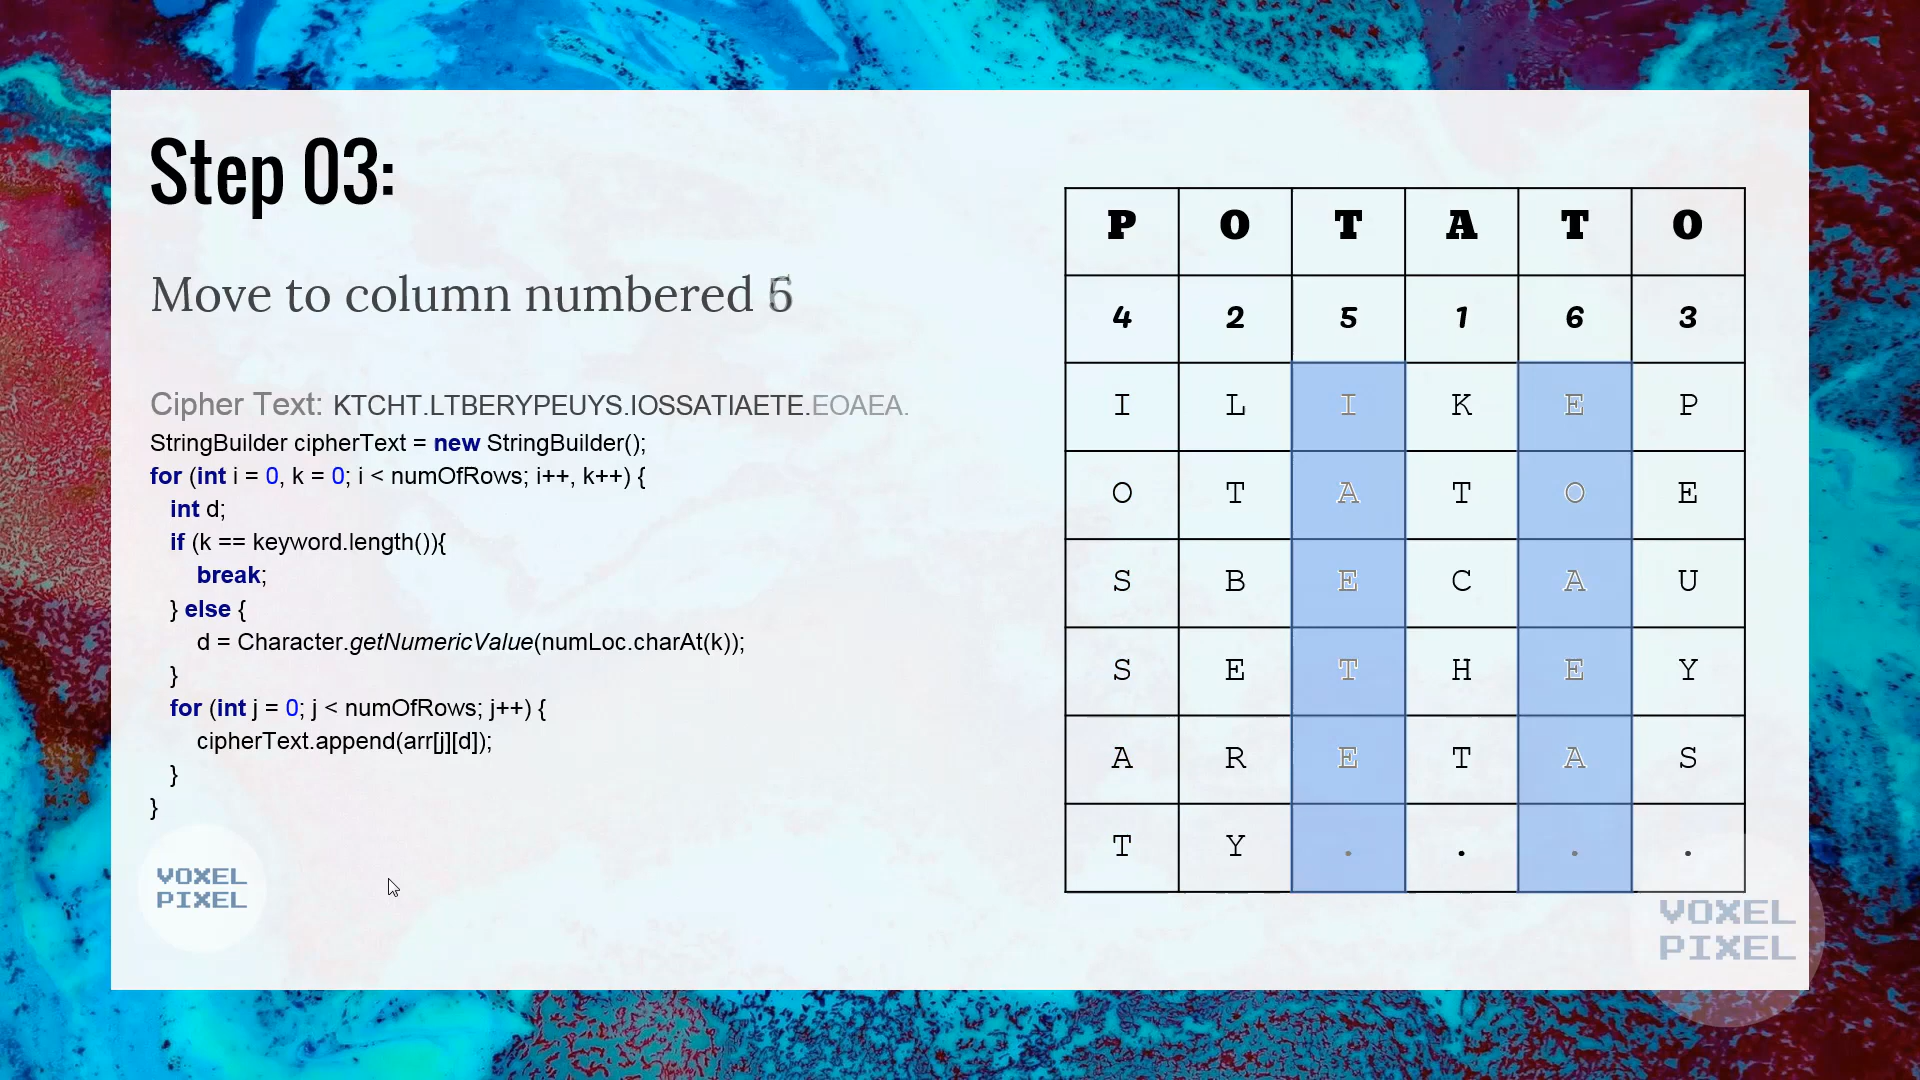 Step 03:
Move to column numbered 5
Cipher Text: KTCHT.LTBERYPEUYS.IOSSATIAETE.EOAEA.
StringBuilder cipherText = new StringBuilder();
for (int i = 0, k = 0; i < numOfRows; i++, k++) {
int d;
if (k == keyword.length()){
break;
} else {
d = Character.getNumericValue(numLoc.charAt(k));
}
for (int j = 0; j < numOfRows; j++) {
cipherText.append(arr[j][d]);
}
}
P O T A T O
4 2 5 1 6 3
I L I K E P
O T A T O E
S B E C A U
S E T H E Y
A R E T A S
T Y . . . .
VOXEL
PIXEL
VOXEL
PIXEL